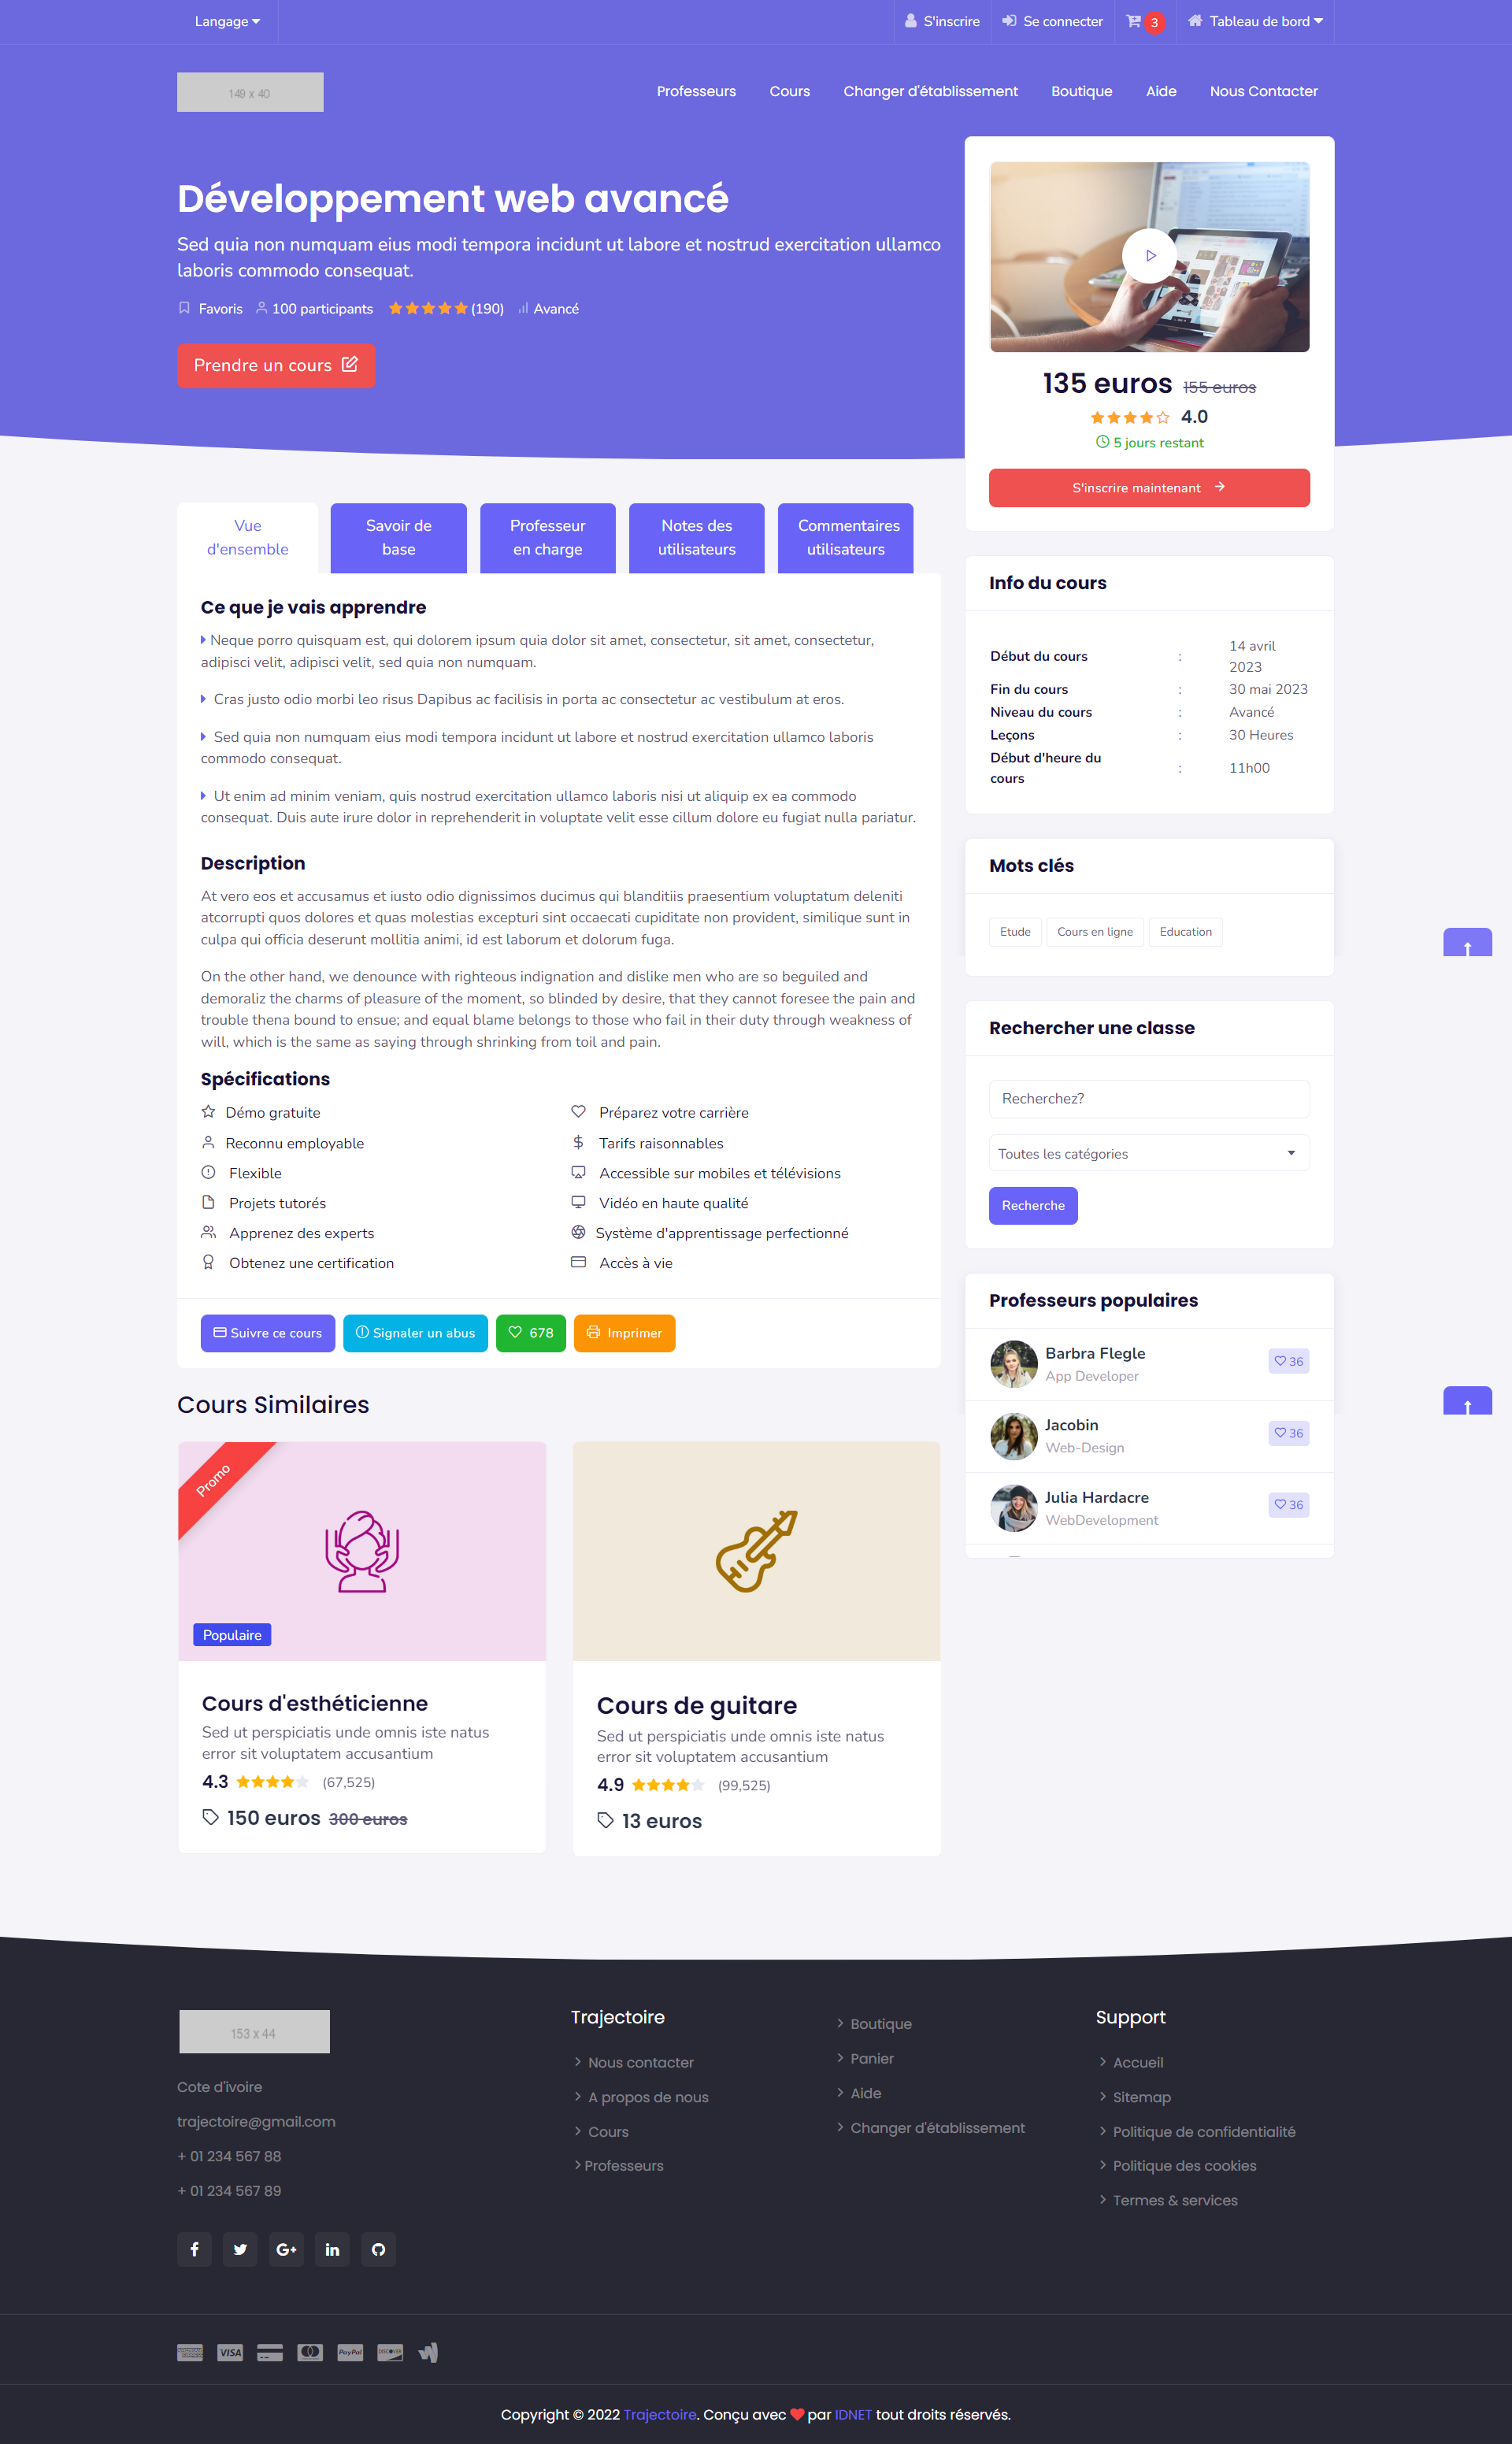 Langage
S'inscrire
Se connecter
3
Tableau de bord
149 x 40
Professeurs
Cours
Changer d'établissement
Boutique
Aide
Nous Contacter
Développement web avancé
Sed quia non numquam eius modi tempora incidunt ut labore et nostrud exercitation ullamco
laboris commodo consequat.
Favoris
100 participants
(190)
Avancé
Prendre un cours
135 euros 155 euros
4.0
5 jours restant
S'inscrire maintenant
Vue
d'ensemble
Savoir de
base
Professeur
en charge
Notes des
utilisateurs
Commentaires
utilisateurs
Ce que je vais apprendre
Neque porro quisquam est, qui dolorem ipsum quia dolor sit amet, consectetur, sit amet, consectetur,
adipisci velit, adipisci velit, sed quia non numquam.
Cras justo odio morbi leo risus Dapibus ac facilisis in porta ac consectetur ac vestibulum at eros.
Sed quia non numquam eius modi tempora incidunt ut labore et nostrud exercitation ullamco laboris
commodo consequat.
Ut enim ad minim veniam, quis nostrud exercitation ullamco laboris nisi ut aliquip ex ea commodo
consequat. Duis aute irure dolor in reprehenderit in voluptate velit esse cillum dolore eu fugiat nulla pariatur.
Description
At vero eos et accusamus et iusto odio dignissimos ducimus qui blanditiis praesentium voluptatum deleniti
atcorrupti quos dolores et quas molestias excepturi sint occaecati cupiditate non provident, similique sunt in
culpa qui officia deserunt mollitia animi, id est laborum et dolorum fuga.
On the other hand, we denounce with righteous indignation and dislike men who are so beguiled and
demoraliz the charms of pleasure of the moment, so blinded by desire, that they cannot foresee the pain and
trouble thena bound to ensue; and equal blame belongs to those who fail in their duty through weakness of
will, which is the same as saying through shrinking from toil and pain.
Spécifications
Démo gratuite
Préparez votre carrière
Reconnu employable
Tarifs raisonnables
Flexible
Accessible sur mobiles et télévisions
Projets tutorés
Vidéo en haute qualité
Apprenez des experts
Système d'apprentissage perfectionné
Obtenez une certification
Accès à vie
Suivre ce cours
Signaler un abus
678
Imprimer
Info du cours
Début du cours : 14 avril
2023
Fin du cours : 30 mai 2023
Niveau du cours : Avancé
Leçons : 30 Heures
Début d'heure du
cours : 11h00
Mots clés
Etude
Cours en ligne
Education
Rechercher une classe
Recherchez?
Toutes les catégories
Recherche
Professeurs populaires
Barbra Flegle
App Developer
36
Jacobin
Web-Design
36
Julia Hardacre
WebDevelopment
36
Cours Similaires
Promo
Populaire
Cours d'esthéticienne
Sed ut perspiciatis unde omnis iste natus
error sit voluptatem accusantium
4.3 (67,525)
150 euros 300 euros
Cours de guitare
Sed ut perspiciatis unde omnis iste natus
error sit voluptatem accusantium
4.9 (99,525)
13 euros
153 x 44
Cote d'ivoire
trajectoire@gmail.com
+ 01 234 567 88
+ 01 234 567 89
Trajectoire
Nous contacter
A propos de nous
Cours
Professeurs
Boutique
Panier
Aide
Changer d'établissement
Support
Accueil
Sitemap
Politique de confidentialité
Politique des cookies
Termes & services
VISA
PayPal
DISCOVER
Copyright © 2022 Trajectoire. Conçu avec par IDNET tout droits réservés.